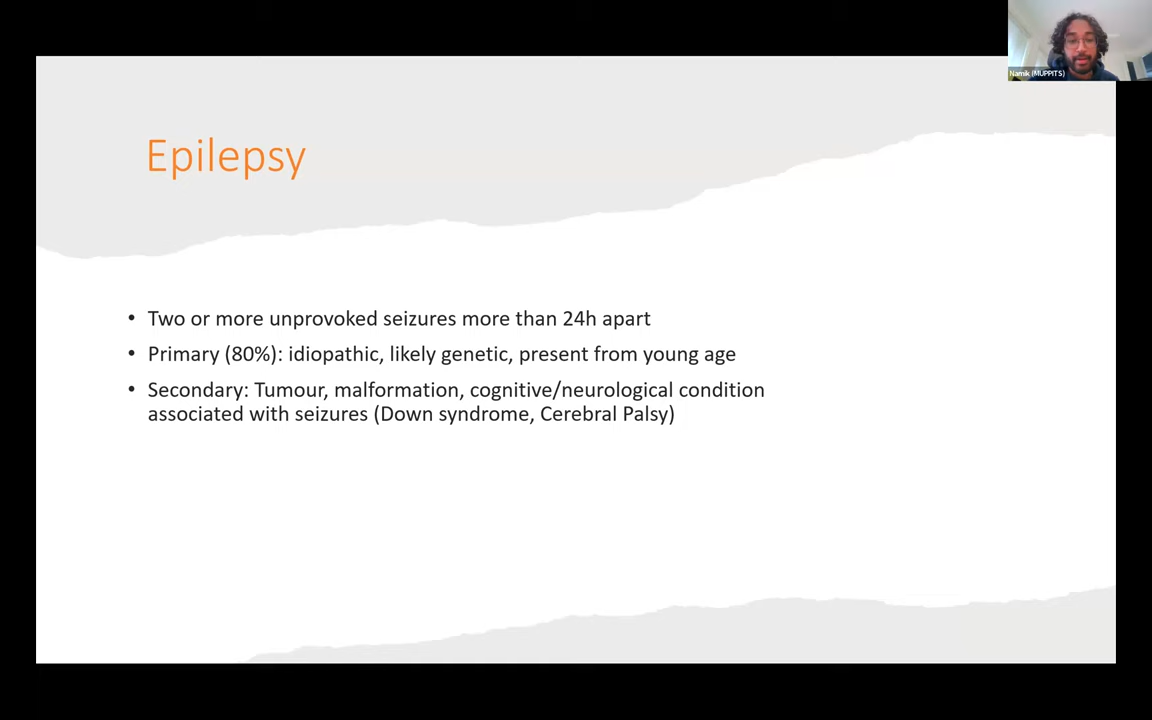 Namik (MUPPITS)
Epilepsy
• Two or more unprovoked seizures more than 24h apart
• Primary (80%): idiopathic, likely genetic, present from young age
• Secondary: Tumour, malformation, cognitive/neurological condition
associated with seizures (Down syndrome, Cerebral Palsy)